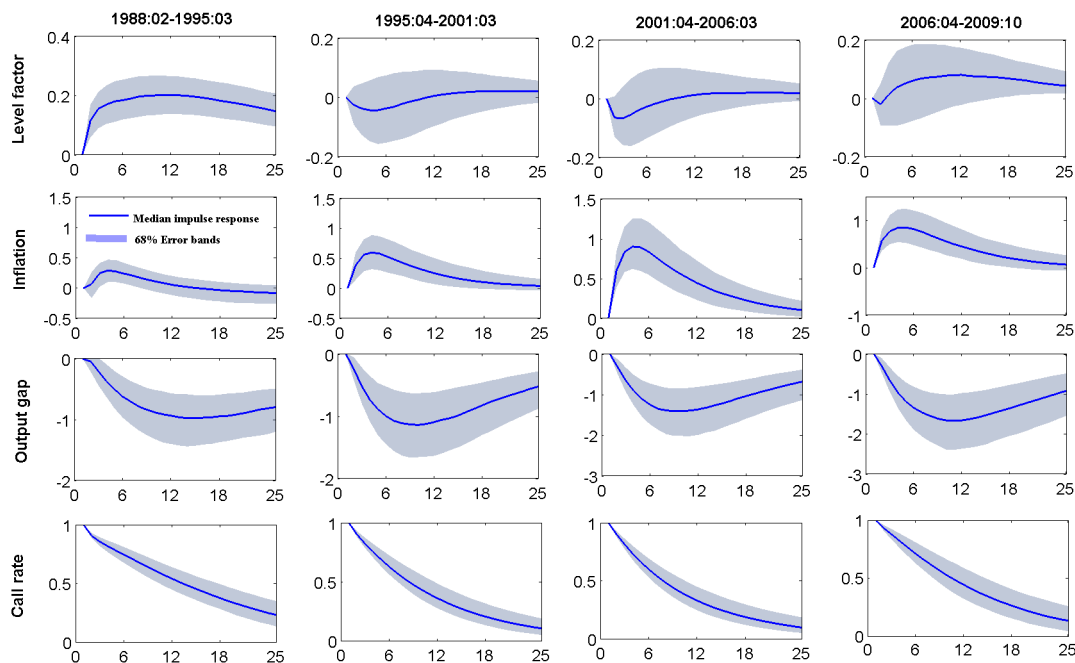 1988:02-1995:03 1995:04-2001:03 2001:04-2006:03 2006:04-2009:10
Level factor
0.4 0.2 0
0 6 12 18 25
0.2 0 -0.2
0 6 12 18 25
0.2 0 -0.2
0 6 12 18 25
0.2 0 -0.2
0 6 12 18 25
Inflation
1.5 1 0.5 0 -0.5
Median impulse response
68% Error bands
0 6 12 18 25
1.5 1 0.5 0 -0.5
0 6 12 18 25
1.5 1 0.5 0
0 6 12 18 25
1.5 1 0 -1
0 6 12 18 25
Output gap
0 -1 -2
0 6 12 18 25
0 -1 -2
0 6 12 18 25
0 -1 -2 -3
0 6 12 18 25
0 -1 -2 -3
0 6 12 18 25
Call rate
1 0.5 0
0 6 12 18 25
1 0.5 0
0 6 12 18 25
1 0.5 0
0 6 12 18 25
1 0.5 0
0 6 12 18 25